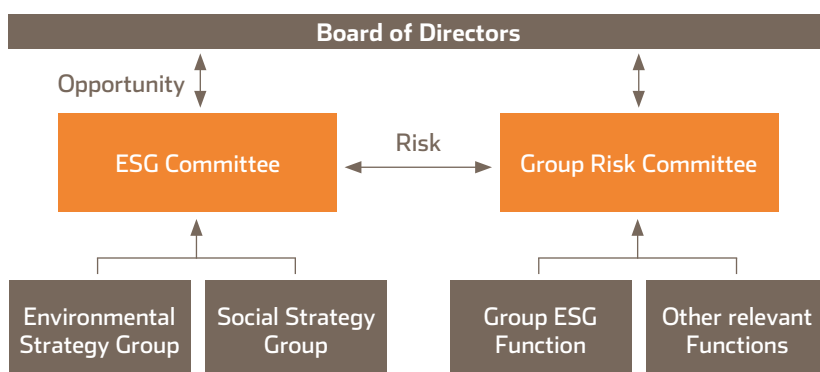 Board of Directors
Opportunity
ESG Committee
Risk
Group Risk Committee
Environmental
Strategy Group
Social Strategy
Group
Group ESG
Function
Other relevant
Functions